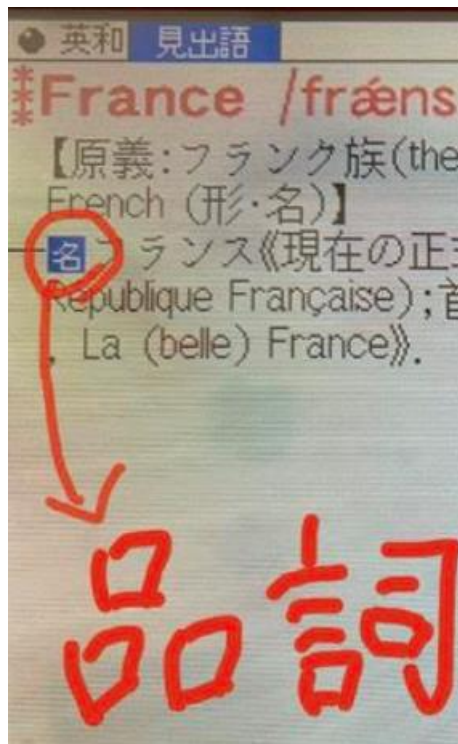 英和 見出語
⁂France /frǽns
【原義:フランク族(the
French (形・名)】
―名フランス《現在の正
République Française);首
, La (belle) France》.
品詞